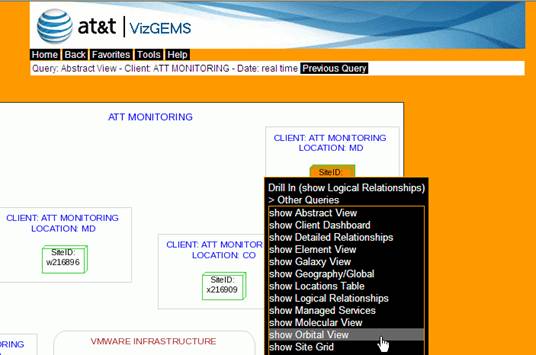 at&t VizGEMS
Home Back Favorites Tools Help
Query: Abstract View - Client: ATT MONITORING - Date: real time Previous Query
ATT MONITORING
CLIENT: ATT MONITORING
LOCATION: MD
SiteID:
CLIENT: ATT MONITORING
LOCATION: MD
SiteID:
w216896
CLIENT: ATT MONITOR
LOCATION: CO
SiteID:
x216909
Drill In (show Logical Relationships)
> Other Queries
show Abstract View
show Client Dashboard
show Detailed Relationships
show Element View
show Galaxy View
show Geography/Global
show Locations Table
show Logical Relationships
show Managed Services
show Molecular View
show Orbital View
show Site Grid
RING
VMWARE INFRASTRUCTURE